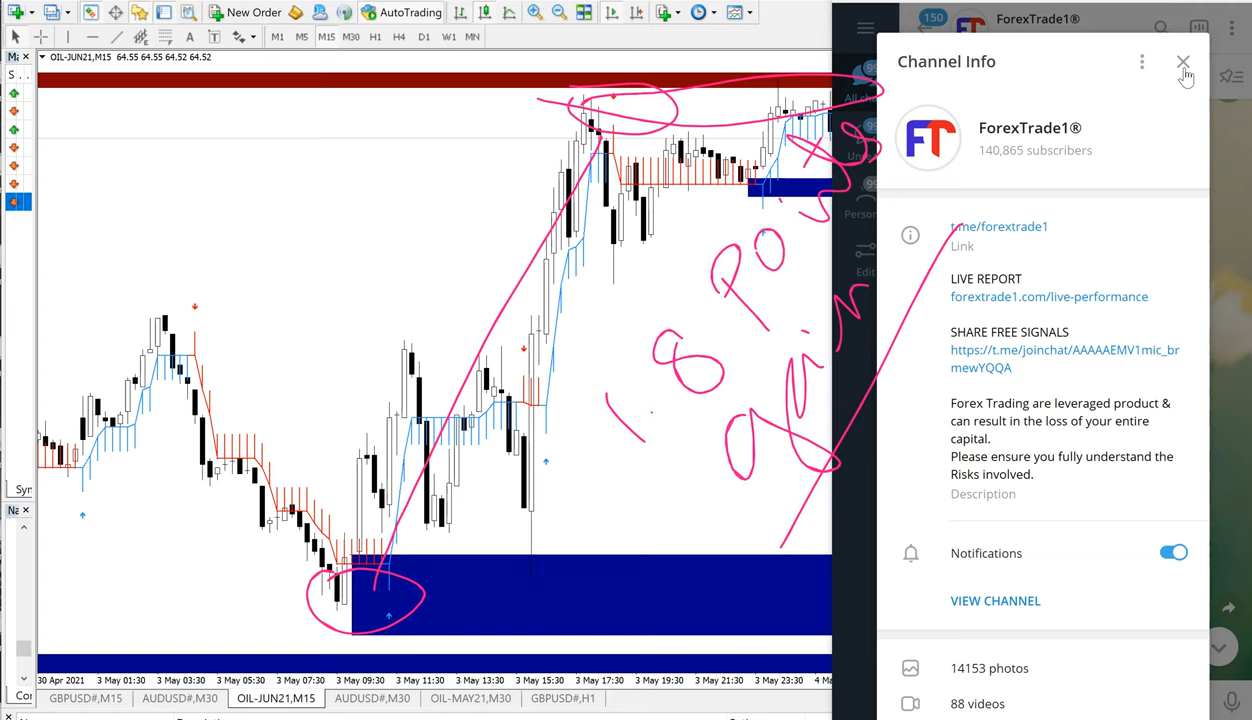 New Order
AutoTrading
M1 M5 M15 M30 H1 H4 D1 W1 MN
OIL-JUN21,M15 64.55 64.55 64.52 64.52
1.8 points
gain
30 Apr 2021 3 May 01:30 3 May 03:30 3 May 05:30 3 May 07:30 3 May 09:30 3 May 11:30 3 May 13:30 3 May 15:30 3 May 17:30 3 May 19:30 3 May 21:30 3 May 23:30
GBPUSD#,M15 AUDUSD#,M30 OIL-JUN21,M15 AUDUSD#,M30 OIL-MAY21,M30 GBPUSD#,H1
150
ForexTrade1®
Channel Info
FT
ForexTrade1®
140,865 subscribers
t.me/forextrade1
Link
LIVE REPORT
forextrade1.com/live-performance
SHARE FREE SIGNALS
https://t.me/joinchat/AAAAAEMV1mic_br
mewYQQA
Forex Trading are leveraged product &
can result in the loss of your entire
capital.
Please ensure you fully understand the
Risks involved.
Description
Notifications
VIEW CHANNEL
14153 photos
88 videos